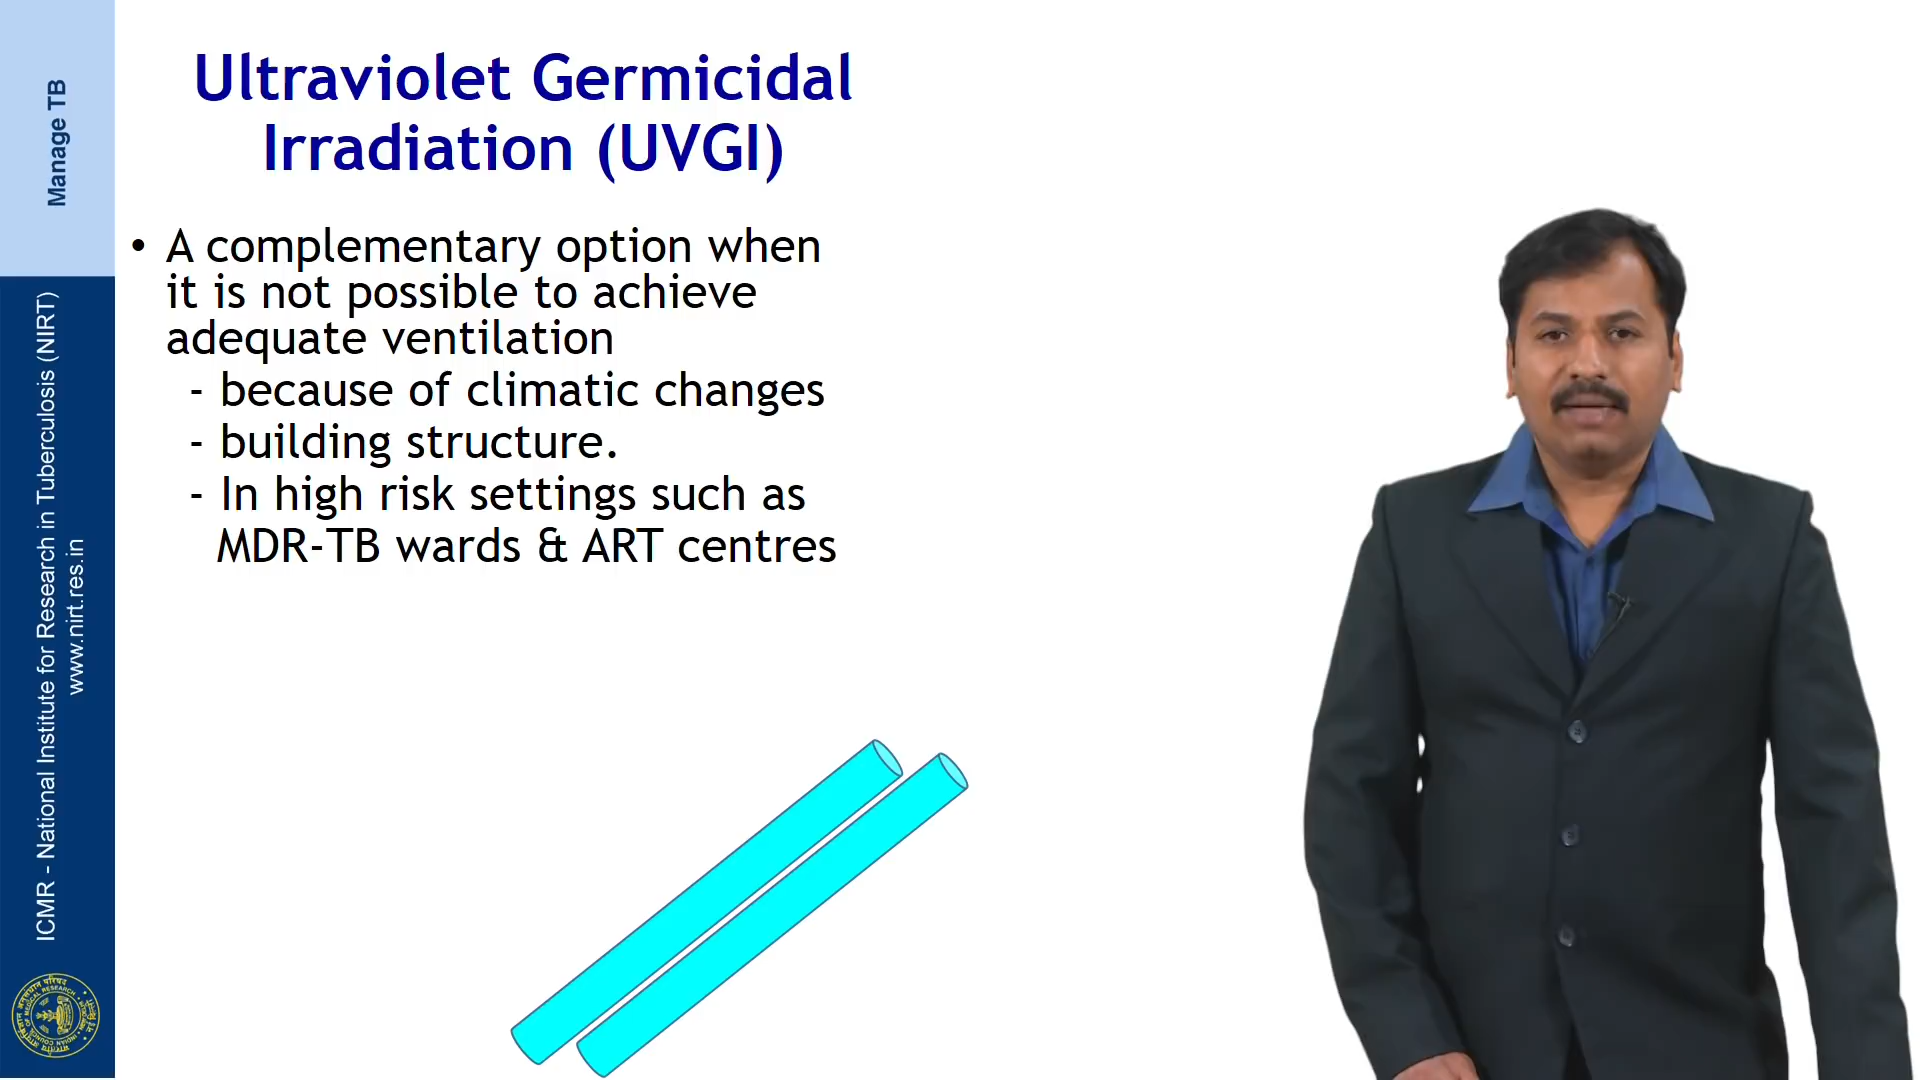 Manage TB
ICMR - National Institute for Research in Tuberculosis (NIRT)
www.nirt.res.in
Ultraviolet Germicidal
Irradiation (UVGI)
• A complementary option when
it is not possible to achieve
adequate ventilation
- because of climatic changes
- building structure.
- In high risk settings such as
MDR-TB wards & ART centres